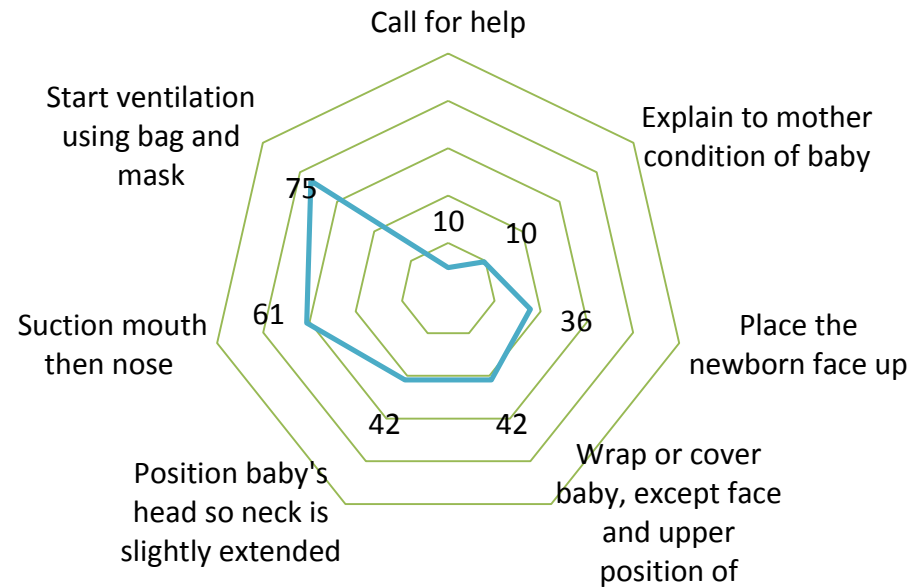 Call for help
Explain to mother
condition of baby
Place the
newborn face up
Wrap or cover
baby, except face
and upper
position of
Position baby's
head so neck is
slightly extended
Suction mouth
then nose
Start ventilation
using bag and
mask
10
10
36
42
42
61
75